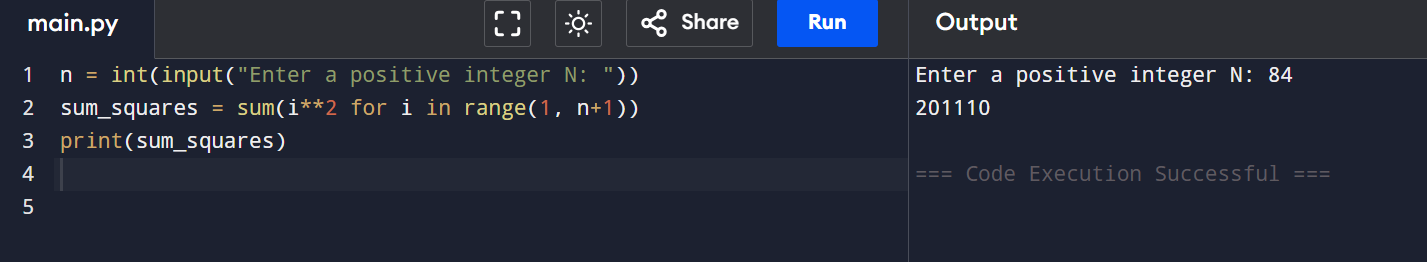 main.py
Share
Run
Output
1 n = int(input("Enter a positive integer N: "))
2 sum_squares = sum(i**2 for i in range(1, n+1))
3 print(sum_squares)
4
5
Enter a positive integer N: 84
201110
=== Code Execution Successful ===